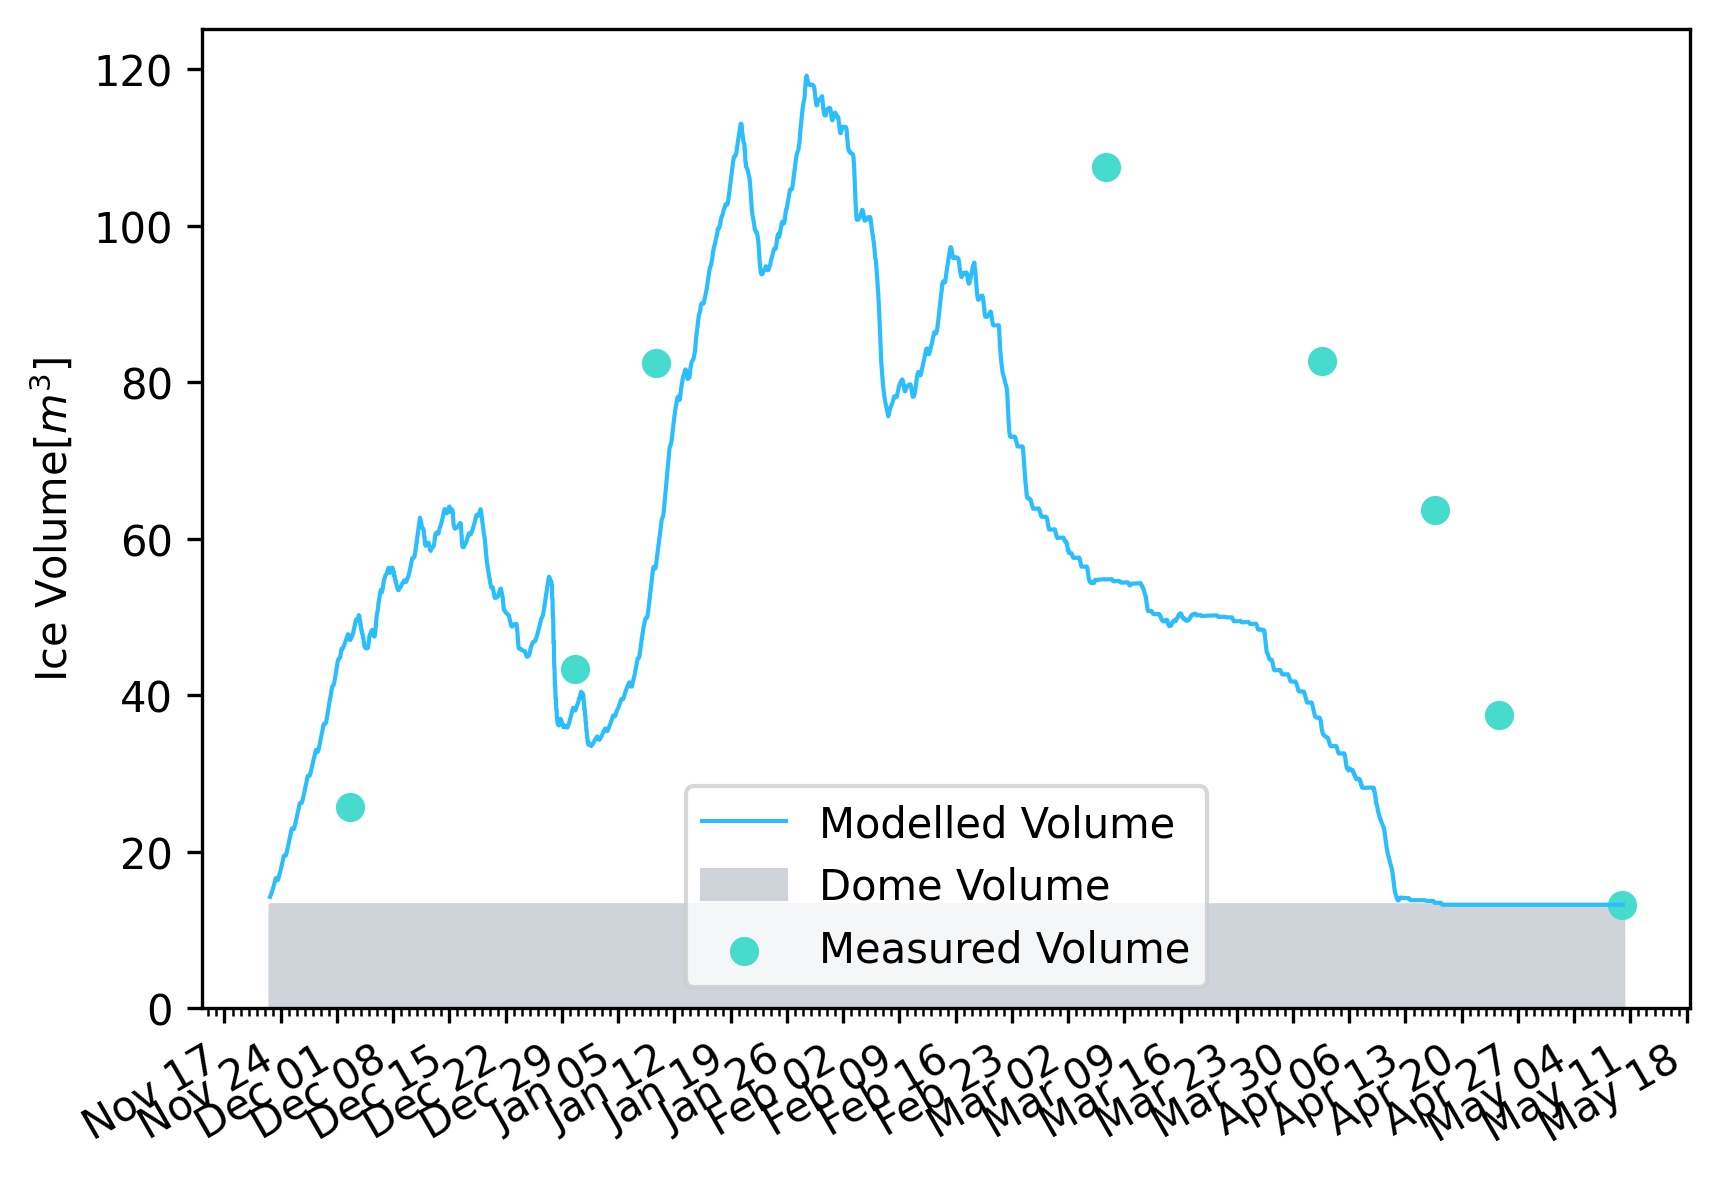 120
100
80
60
40
20
0
Ice Volume[m³]
Modelled Volume
Dome Volume
Measured Volume
Nov 17
Nov 24
Dec 01
Dec 08
Dec 15
Dec 22
Dec 29
Jan 05
Jan 12
Jan 19
Jan 26
Feb 02
Feb 09
Feb 16
Feb 23
Mar 02
Mar 09
Mar 16
Mar 23
Mar 30
Apr 06
Apr 13
Apr 20
Apr 27
May 04
May 11
May 18